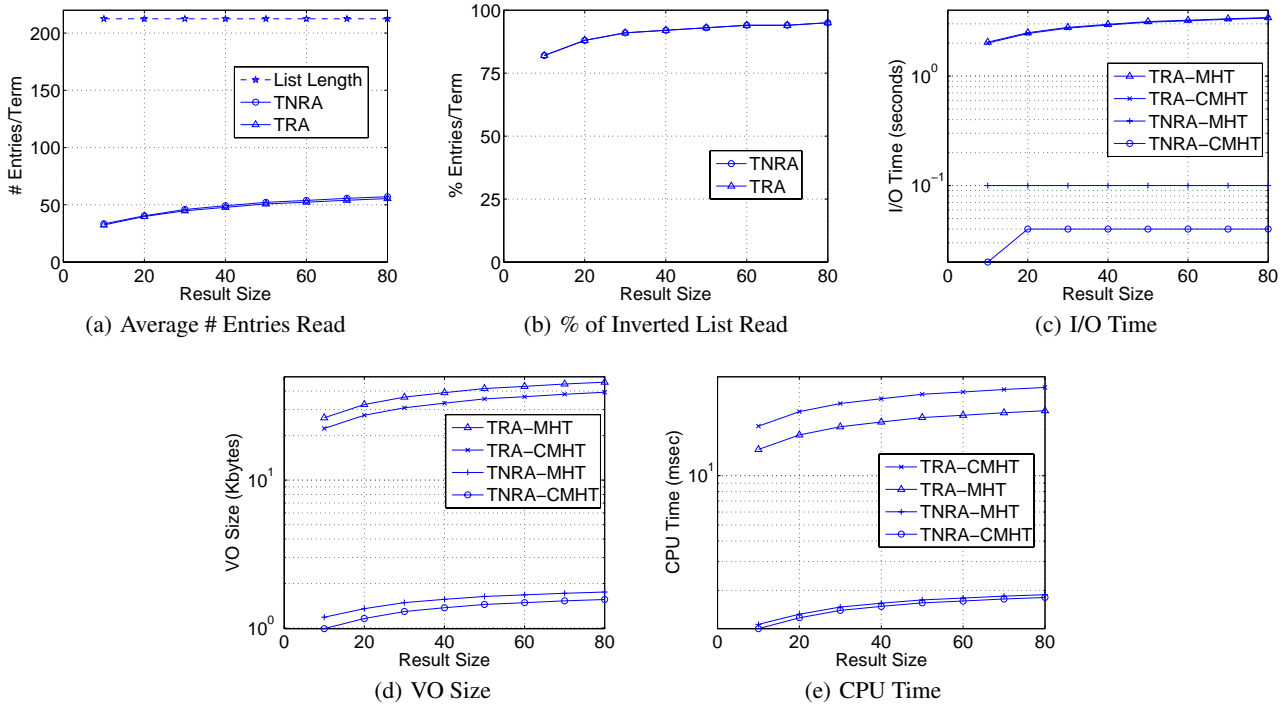 # Entries/Term
200
150
100
50
0
List Length
TNRA
TRA
0 20 40 60 80
Result Size
(a) Average # Entries Read
% Entries/Term
100
75
50
25
0
TNRA
TRA
0 20 40 60 80
Result Size
(b) % of Inverted List Read
I/O Time (seconds)
10^0
10^-1
TRA−MHT
TRA−CMHT
TNRA−MHT
TNRA−CMHT
0 20 40 60 80
Result Size
(c) I/O Time
VO Size (Kbytes)
10^1
10^0
TRA−MHT
TRA−CMHT
TNRA−MHT
TNRA−CMHT
0 20 40 60 80
Result Size
(d) VO Size
CPU Time (msec)
10^1
TRA−CMHT
TRA−MHT
TNRA−MHT
TNRA−CMHT
0 20 40 60 80
Result Size
(e) CPU Time